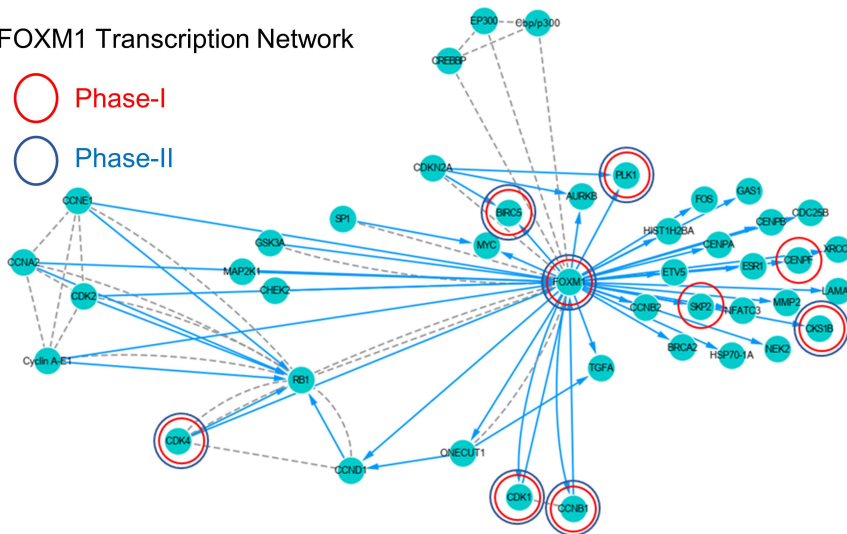 EP300
Cbp/p300
FOXM1 Transcription Network
CREBBP
Phase-I
Phase-II
CDKN2A
PLK1
AURKB
BIRC5
FOS
GAS1
CCNE1
SP1
HIST1H2BA
CENPB
CDC25B
GSK3A
MYC
CENPA
XRCC
CCNA2
MAP2K1
ETV5
ESR1
CENPF
CDK2
CHEK2
FOXM1
LAMA
CCNB2
SKP2
NFATC3
MMP2
CKS1B
Cyclin A-E1
BRCA2
HSP70-1A
NEK2
RB1
TGFA
CDK4
CCND1
ONECUT1
CDK1
CCNB1